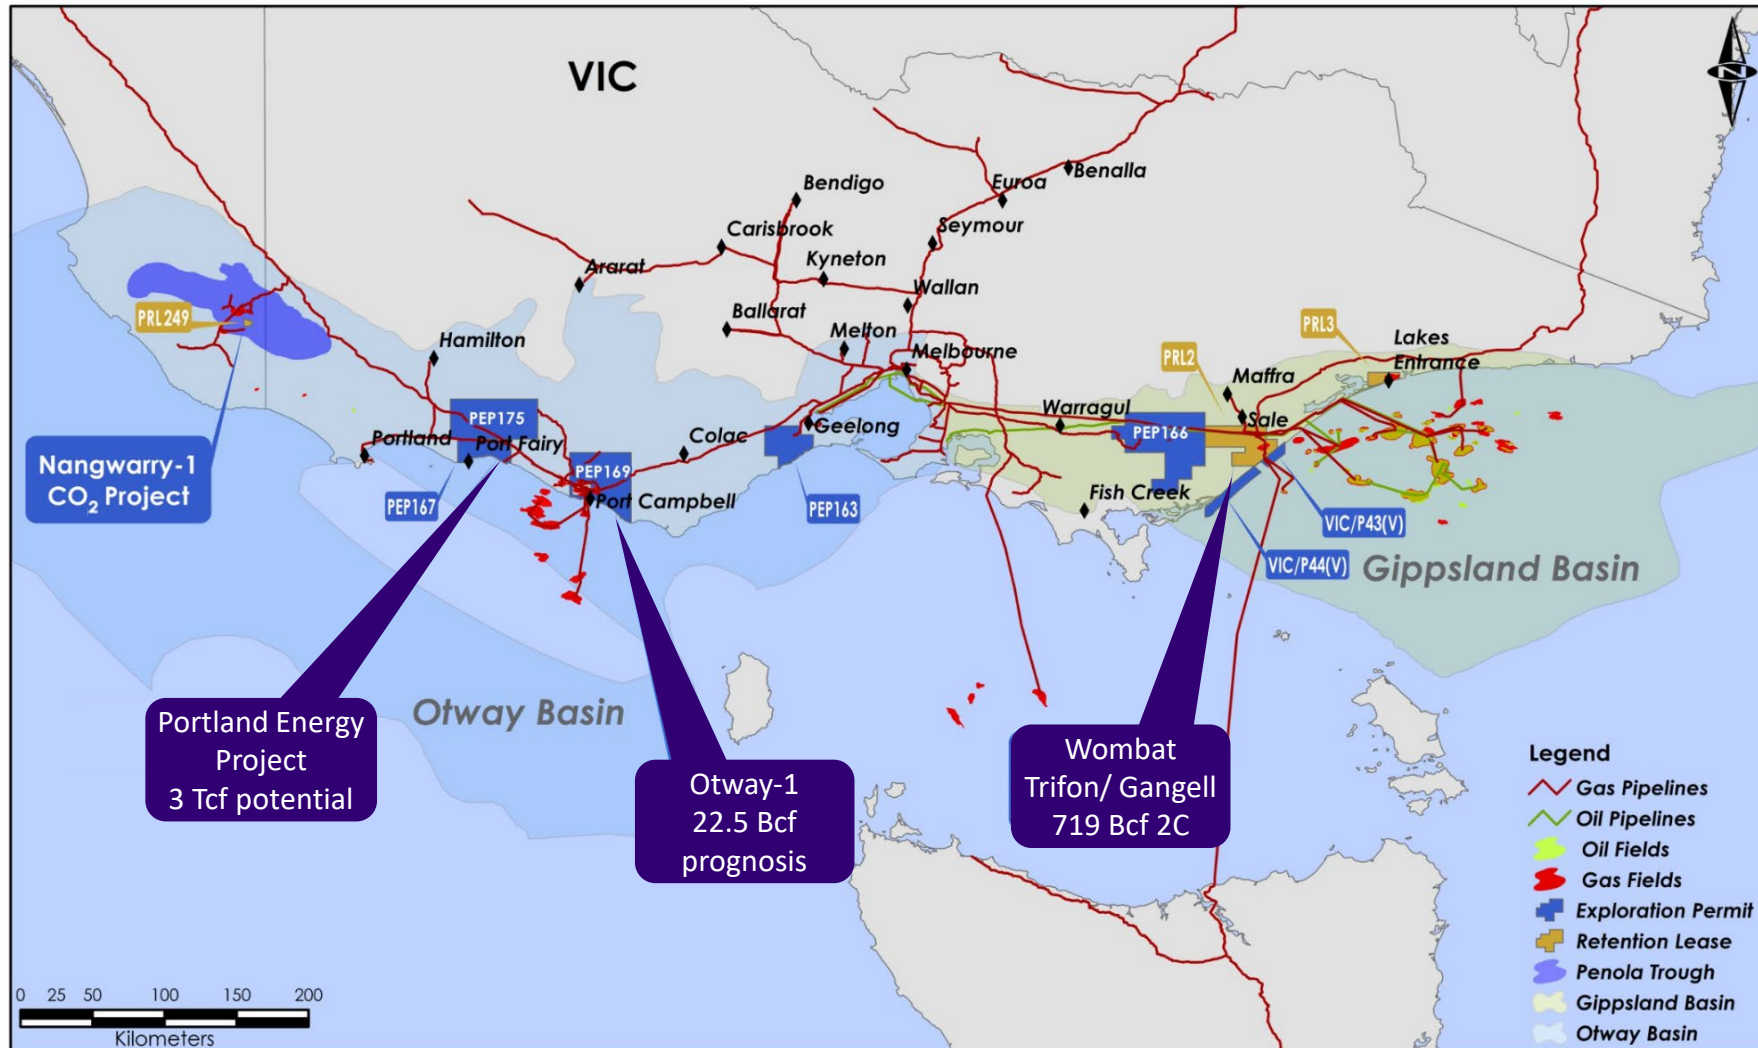 VIC
N
Bendigo
Euroa
Benalla
Carisbrook
Seymour
Kyneton
Ararat
Wallan
PRL249
Ballarat
Melton
Hamilton
Melbourne
PRL3
Lakes
Entrance
PRL2
Maffra
Nangwarry-1
CO₂ Project
PEP175
Portland
Port Fairy
PEP167
PEP169
Port Campbell
Colac
Geelong
PEP163
Warragul
PEP166
Sale
Fish Creek
VIC/P43(V)
VIC/P44(V)
Gippsland Basin
Otway Basin
Portland Energy
Project
3 Tcf potential
Otway-1
22.5 Bcf
prognosis
Wombat
Trifon/ Gangell
719 Bcf 2C
Legend
Gas Pipelines
Oil Pipelines
Oil Fields
Gas Fields
Exploration Permit
Retention Lease
Penola Trough
Gippsland Basin
Otway Basin
0 25 50 100 150 200
Kilometers